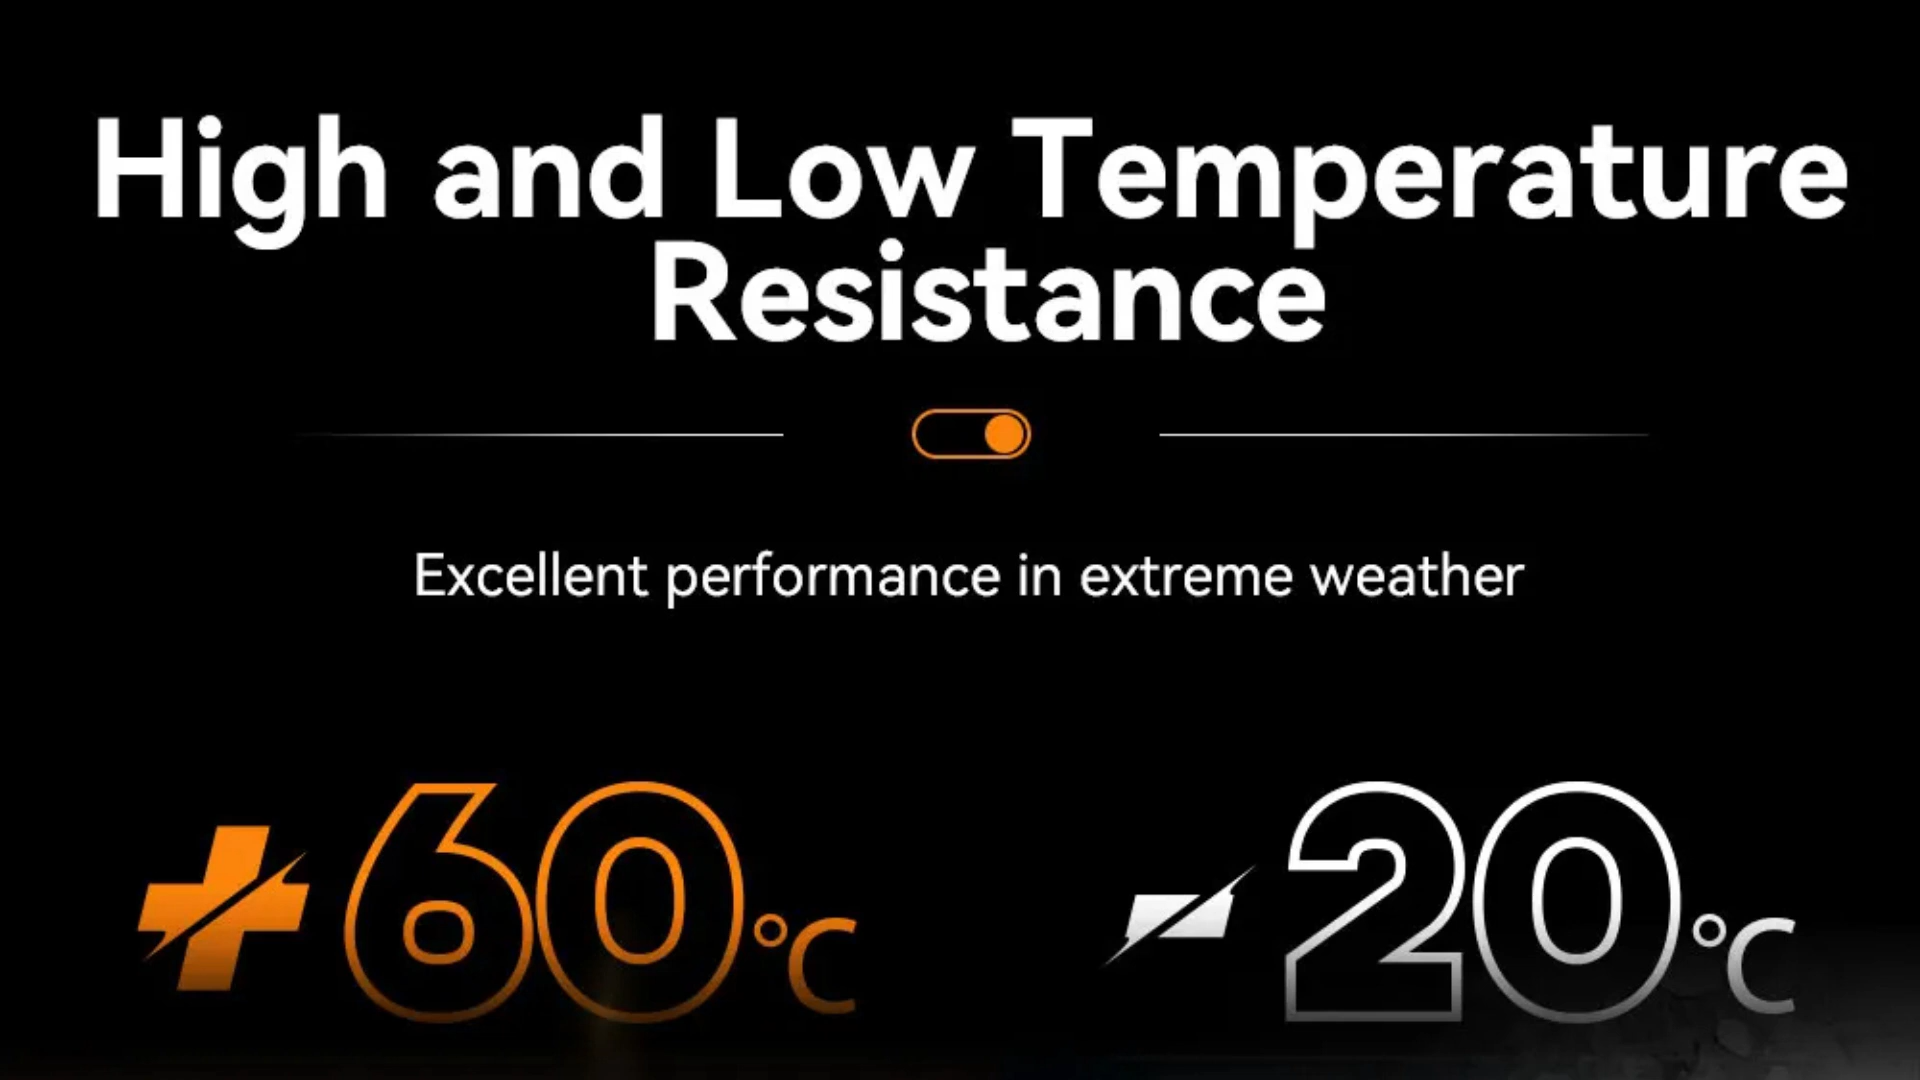 High and Low Temperature
Resistance
Excellent performance in extreme weather
+60°C
-20°C